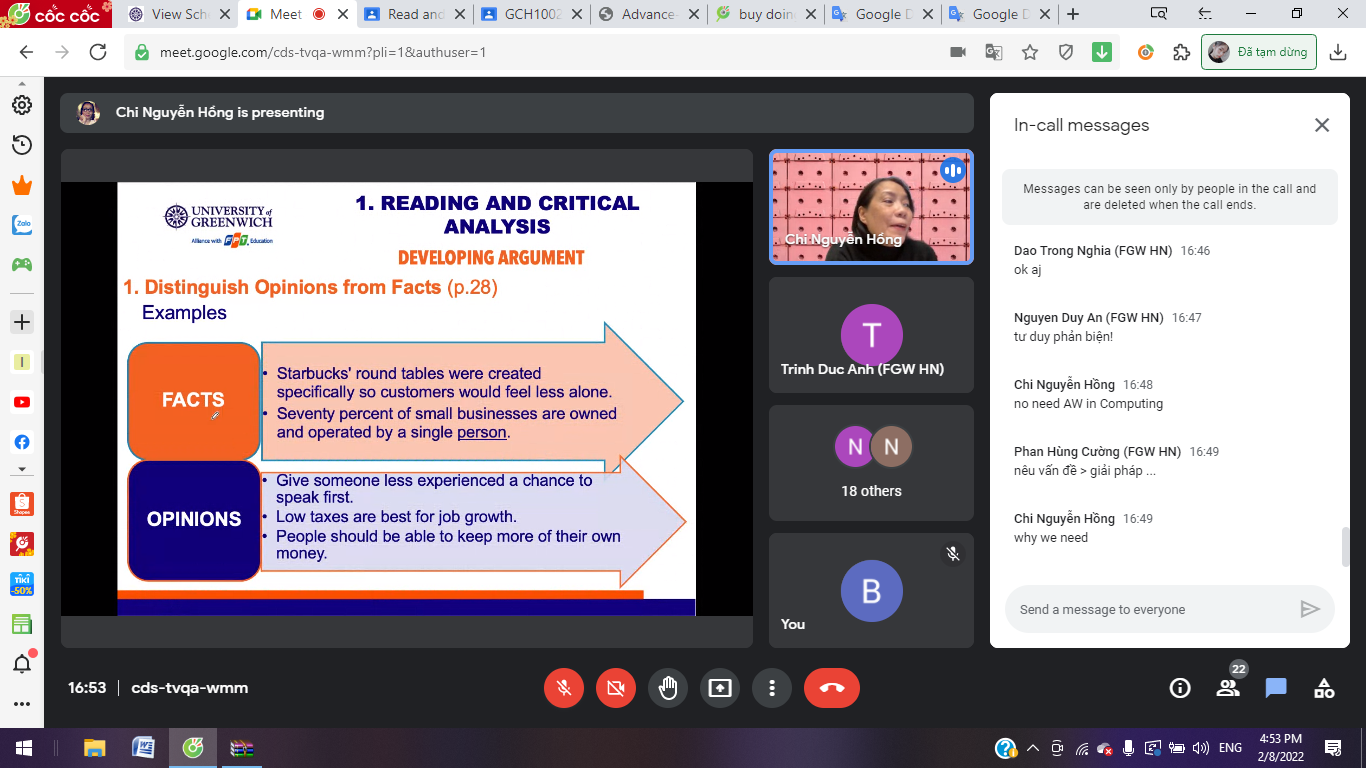 cốc cốc
View Sch
Meet
Read and
GCH1002
Advance-
buy doin
Google D
Google D
meet.google.com/cds-tvqa-wmm?pli=1&authuser=1
Đã tạm dừng
Chi Nguyễn Hồng is presenting
UNIVERSITY of
GREENWICH
Alliance with FPT Education
1. READING AND CRITICAL
ANALYSIS
DEVELOPING ARGUMENT
1. Distinguish Opinions from Facts (p.28)
Examples
FACTS
• Starbucks' round tables were created
specifically so customers would feel less alone.
• Seventy percent of small businesses are owned
and operated by a single person.
OPINIONS
• Give someone less experienced a chance to
speak first.
• Low taxes are best for job growth.
• People should be able to keep more of their own
money.
Chi Nguyễn Hồng
T
Trinh Duc Anh (FGW HN)
N N
18 others
B
You
In-call messages
Messages can be seen only by people in the call and
are deleted when the call ends.
Dao Trong Nghia (FGW HN) 16:46
ok aj
Nguyen Duy An (FGW HN) 16:47
tư duy phản biện!
Chi Nguyễn Hồng 16:48
no need AW in Computing
Phan Hùng Cường (FGW HN) 16:49
nêu vấn đề > giải pháp ...
Chi Nguyễn Hồng 16:49
why we need
Send a message to everyone
Zalo
I
Shopee
TIKI
-50%
16:53 | cds-tvqa-wmm
22
ENG
4:53 PM
2/8/2022